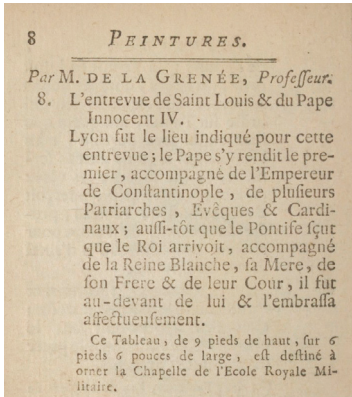 8 PEINTURES.
Par M. DE LA GRENÉE, Profeſſeur.
8. L'entrevue de Saint Louis & du Pape
Innocent IV.
Lyon fut le lieu indiqué pour cette
entrevue ; le Pape s'y rendit le pre-
mier, accompagné de l'Empereur
de Conſtantinople, de pluſieurs
Patriarches, Evêques & Cardi-
naux ; auſſi-tôt que le Pontife ſçut
que le Roi arrivoit, accompagné
de la Reine Blanche, ſa Mere, de
ſon Frere & de leur Cour, il fut
au-devant de lui & l'embraſſa
affectueuſement.
Ce Tableau, de 9 pieds de haut, ſur 6
pieds 6 pouces de large, eſt deſtiné à
orner la Chapelle de l'Ecole Royale Mi-
litaire.